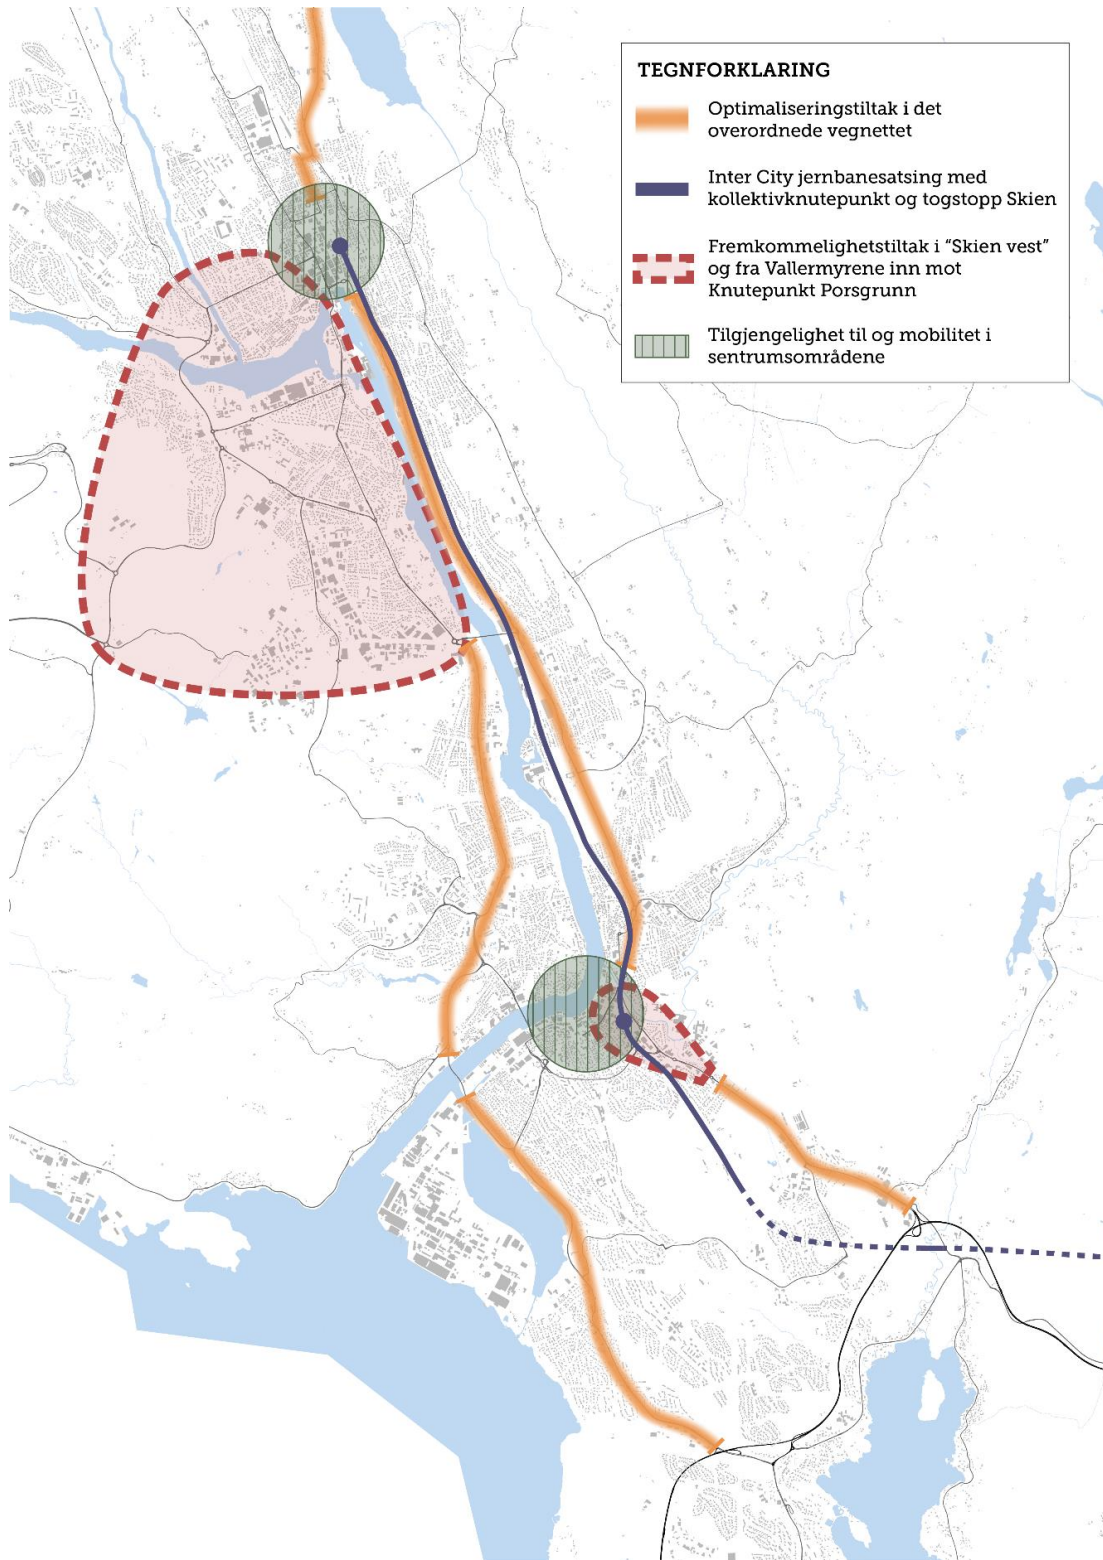 TEGNFORKLARING
Optimaliseringstiltak i det
overordnede vegnettet
Inter City jernbanesatsing med
kollektivknutepunkt og togstopp Skien
Fremkommelighetstiltak i “Skien vest”
og fra Vallermyrene inn mot
Knutepunkt Porsgrunn
Tilgjengelighet til og mobilitet i
sentrumsområdene